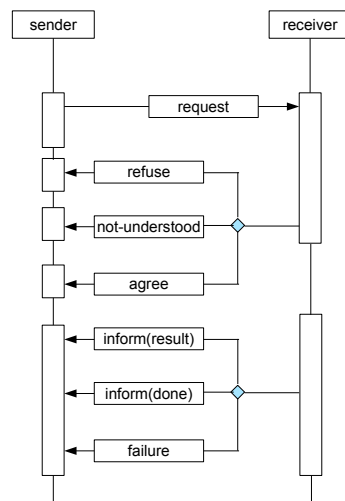 sender
receiver
request
refuse
not-understood
agree
inform(result)
inform(done)
failure